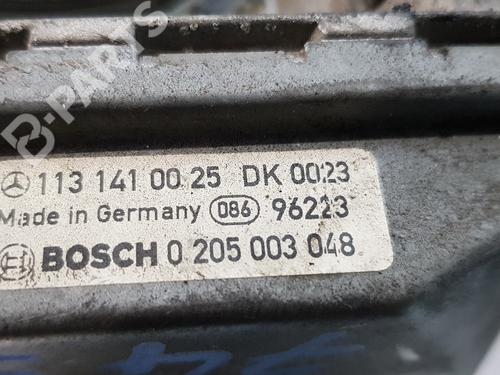 B-PARTS
113 141 00 25 DK 0023
Made in Germany 086 96223
BOSCH 0 205 003 048